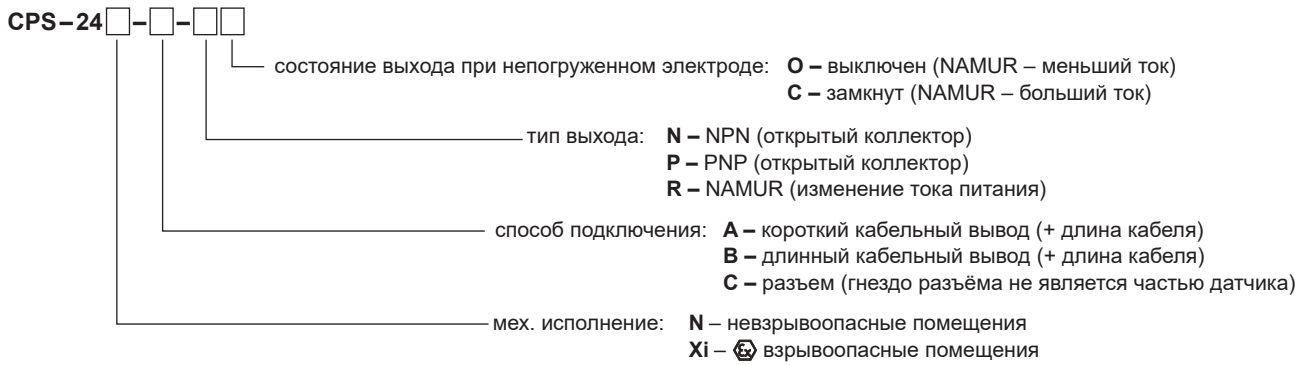 CPS–24□–□–□□
состояние выхода при непогруженном электроде: O – выключен (NAMUR – меньший ток)
C – замкнут (NAMUR – больший ток)
тип выхода: N – NPN (открытый коллектор)
P – PNP (открытый коллектор)
R – NAMUR (изменение тока питания)
способ подключения: A – короткий кабельный вывод (+ длина кабеля)
B – длинный кабельный вывод (+ длина кабеля)
C – разъем (гнездо разъёма не является частью датчика)
мех. исполнение: N – невзрывоопасные помещения
Xi – Ex взрывоопасные помещения